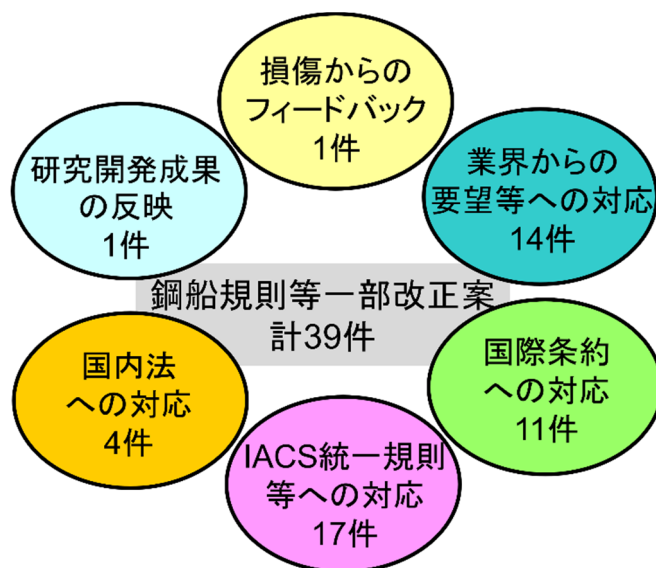 損傷からの
フィードバック
1件
業界からの
要望等への対応
14件
研究開発成果
の反映
1件
鋼船規則等一部改正案
計39件
国際条約
への対応
11件
国内法
への対応
4件
IACS統一規則
等への対応
17件